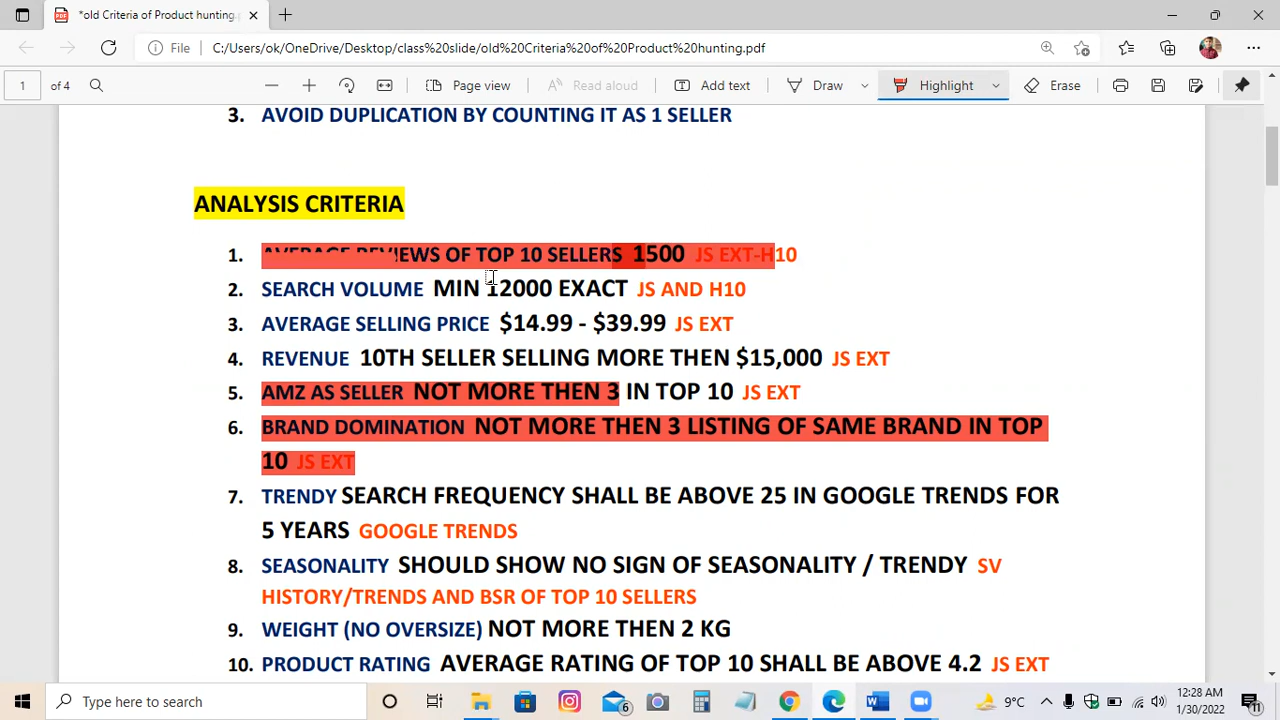 *old Criteria of Product hunting.p
File C:/Users/ok/OneDrive/Desktop/class%20slide/old%20Criteria%20of%20Product%20hunting.pdf
1 of 4 Page view Read aloud Add text Draw Highlight Erase
3. AVOID DUPLICATION BY COUNTING IT AS 1 SELLER
ANALYSIS CRITERIA
1. AVERAGE REVIEWS OF TOP 10 SELLERS 1500 JS EXT-H10
2. SEARCH VOLUME MIN 12000 EXACT JS AND H10
3. AVERAGE SELLING PRICE $14.99 - $39.99 JS EXT
4. REVENUE 10TH SELLER SELLING MORE THEN $15,000 JS EXT
5. AMZ AS SELLER NOT MORE THEN 3 IN TOP 10 JS EXT
6. BRAND DOMINATION NOT MORE THEN 3 LISTING OF SAME BRAND IN TOP
10 JS EXT
7. TRENDY SEARCH FREQUENCY SHALL BE ABOVE 25 IN GOOGLE TRENDS FOR
5 YEARS GOOGLE TRENDS
8. SEASONALITY SHOULD SHOW NO SIGN OF SEASONALITY / TRENDY SV
HISTORY/TRENDS AND BSR OF TOP 10 SELLERS
9. WEIGHT (NO OVERSIZE) NOT MORE THEN 2 KG
10. PRODUCT RATING AVERAGE RATING OF TOP 10 SHALL BE ABOVE 4.2 JS EXT
Type here to search 6 9°C 12:28 AM
1/30/2022 11